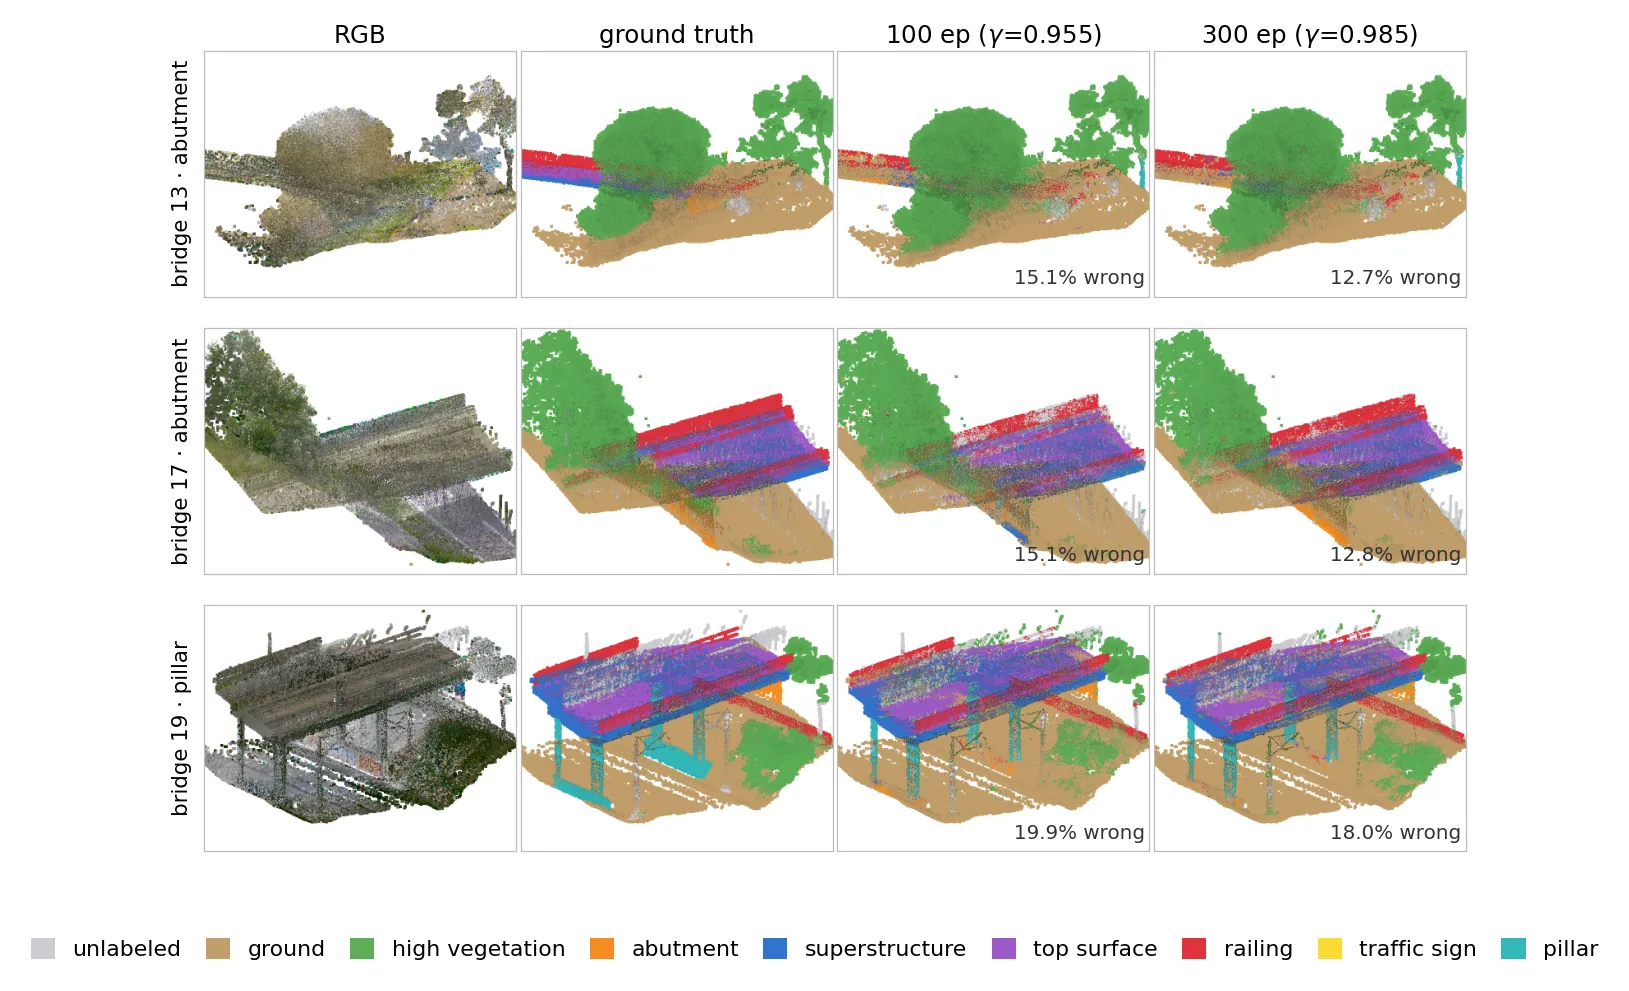 RGB
ground truth
100 ep (γ=0.955)
300 ep (γ=0.985)
bridge 13 · abutment
15.1% wrong
12.7% wrong
bridge 17 · abutment
15.1% wrong
12.8% wrong
bridge 19 · pillar
19.9% wrong
18.0% wrong
unlabeled
ground
high vegetation
abutment
superstructure
top surface
railing
traffic sign
pillar